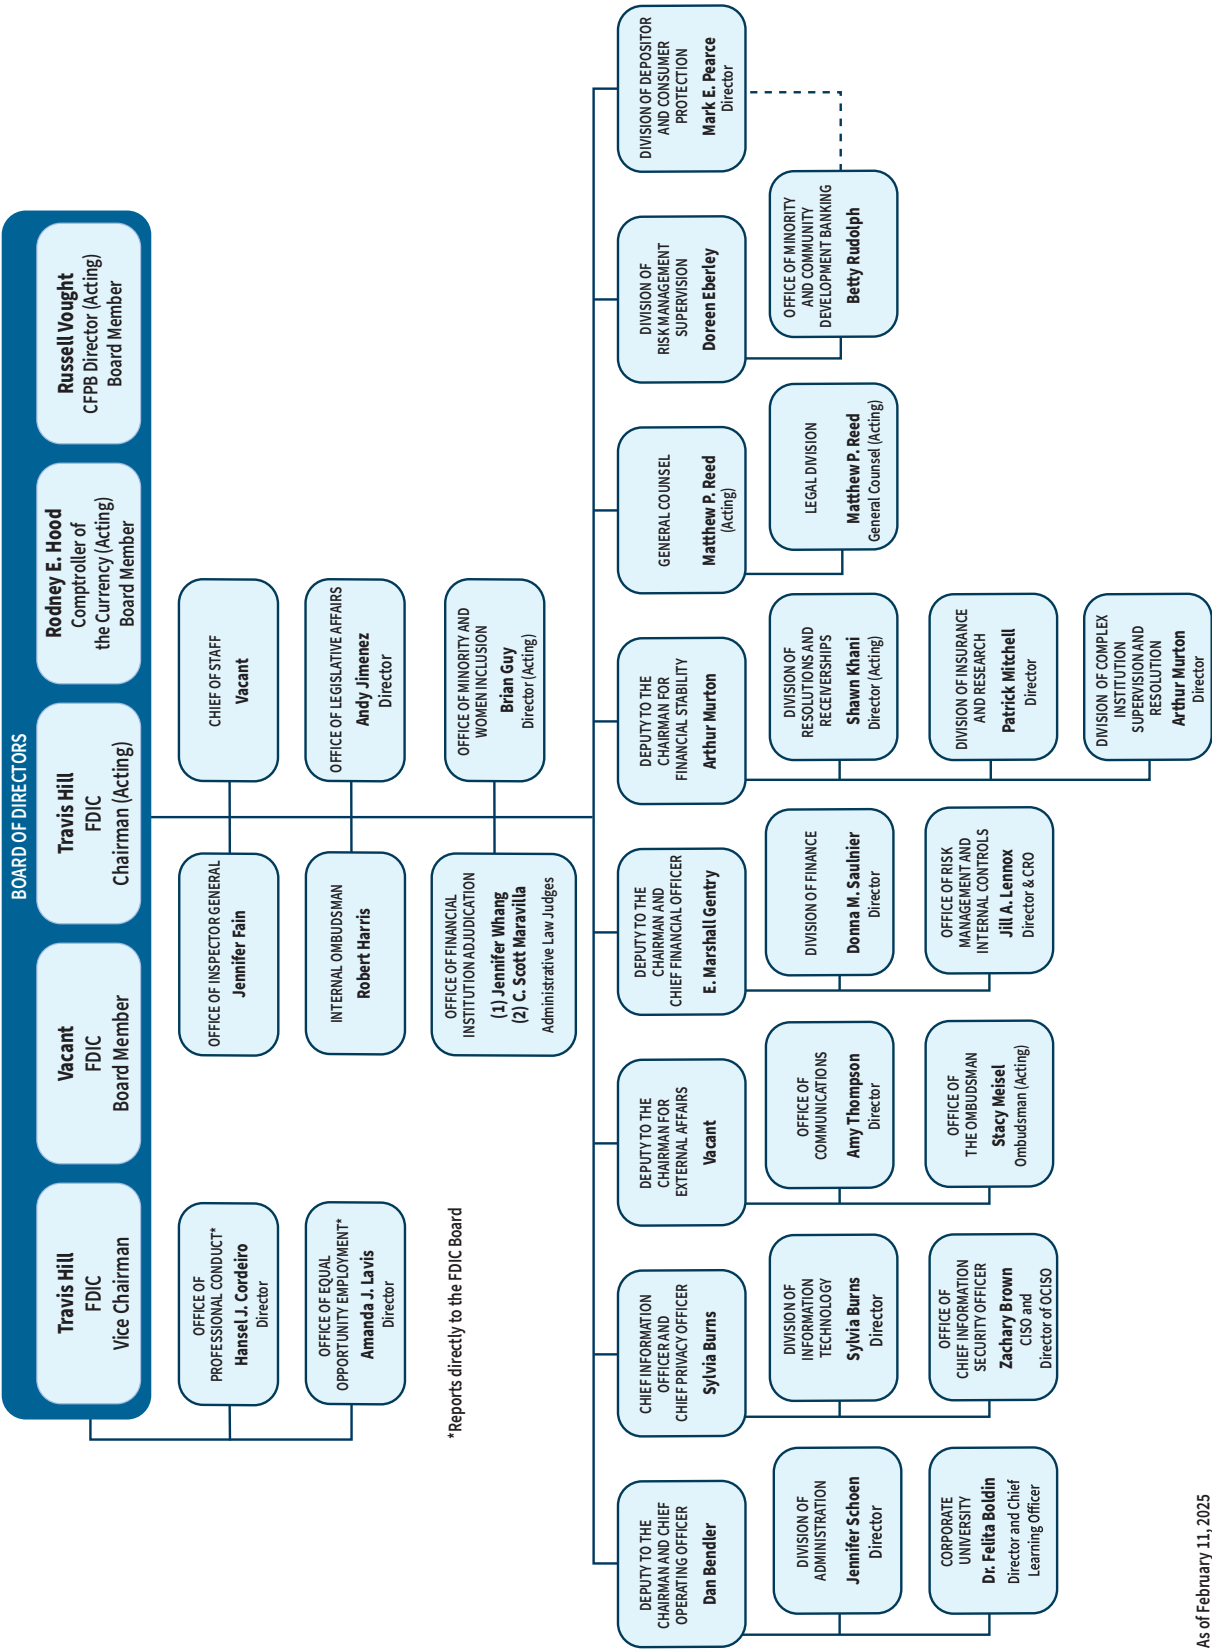 BOARD OF DIRECTORS
Travis Hill
FDIC
Vice Chairman
Vacant
FDIC
Board Member
Travis Hill
FDIC
Chairman (Acting)
Rodney E. Hood
Comptroller of
the Currency (Acting)
Board Member
Russell Vought
CFPB Director (Acting)
Board Member
OFFICE OF
PROFESSIONAL CONDUCT*
Hansel J. Cordeiro
Director
OFFICE OF EQUAL
OPPORTUNITY EMPLOYMENT*
Amanda J. Lavis
Director
*Reports directly to the FDIC Board
OFFICE OF INSPECTOR GENERAL
Jennifer Fain
CHIEF OF STAFF
Vacant
INTERNAL OMBUDSMAN
Robert Harris
OFFICE OF LEGISLATIVE AFFAIRS
Andy Jimenez
Director
OFFICE OF FINANCIAL
INSTITUTION ADJUDICATION
(1) Jennifer Whang
(2) C. Scott Maravilla
Administrative Law Judges
OFFICE OF MINORITY AND
WOMEN INCLUSION
Brian Guy
Director (Acting)
DEPUTY TO THE
CHAIRMAN AND CHIEF
OPERATING OFFICER
Dan Bendler
DIVISION OF
ADMINISTRATION
Jennifer Schoen
Director
CORPORATE
UNIVERSITY
Dr. Felita Boldin
Director and Chief
Learning Officer
CHIEF INFORMATION
OFFICER AND
CHIEF PRIVACY OFFICER
Sylvia Burns
DIVISION OF
INFORMATION
TECHNOLOGY
Sylvia Burns
Director
OFFICE OF
CHIEF INFORMATION
SECURITY OFFICER
Zachary Brown
CISO and
Director of OCISO
DEPUTY TO THE
CHAIRMAN FOR
EXTERNAL AFFAIRS
Vacant
OFFICE OF
COMMUNICATIONS
Amy Thompson
Director
OFFICE OF
THE OMBUDSMAN
Stacy Meisel
Ombudsman (Acting)
DEPUTY TO THE
CHAIRMAN AND
CHIEF FINANCIAL OFFICER
E. Marshall Gentry
DIVISION OF FINANCE
Donna M. Saulnier
Director
OFFICE OF RISK
MANAGEMENT AND
INTERNAL CONTROLS
Jill A. Lennox
Director & CRO
DEPUTY TO THE
CHAIRMAN FOR
FINANCIAL STABILITY
Arthur Murton
DIVISION OF
RESOLUTIONS AND
RECEIVERSHIPS
Shawn Khani
Director (Acting)
DIVISION OF INSURANCE
AND RESEARCH
Patrick Mitchell
Director
DIVISION OF COMPLEX
INSTITUTION
SUPERVISION AND
RESOLUTION
Arthur Murton
Director
GENERAL COUNSEL
Matthew P. Reed
(Acting)
LEGAL DIVISION
Matthew P. Reed
General Counsel (Acting)
DIVISION OF
RISK MANAGEMENT
SUPERVISION
Doreen Eberley
OFFICE OF MINORITY
AND COMMUNITY
DEVELOPMENT BANKING
Betty Rudolph
DIVISION OF DEPOSITOR
AND CONSUMER
PROTECTION
Mark E. Pearce
Director
As of February 11, 2025